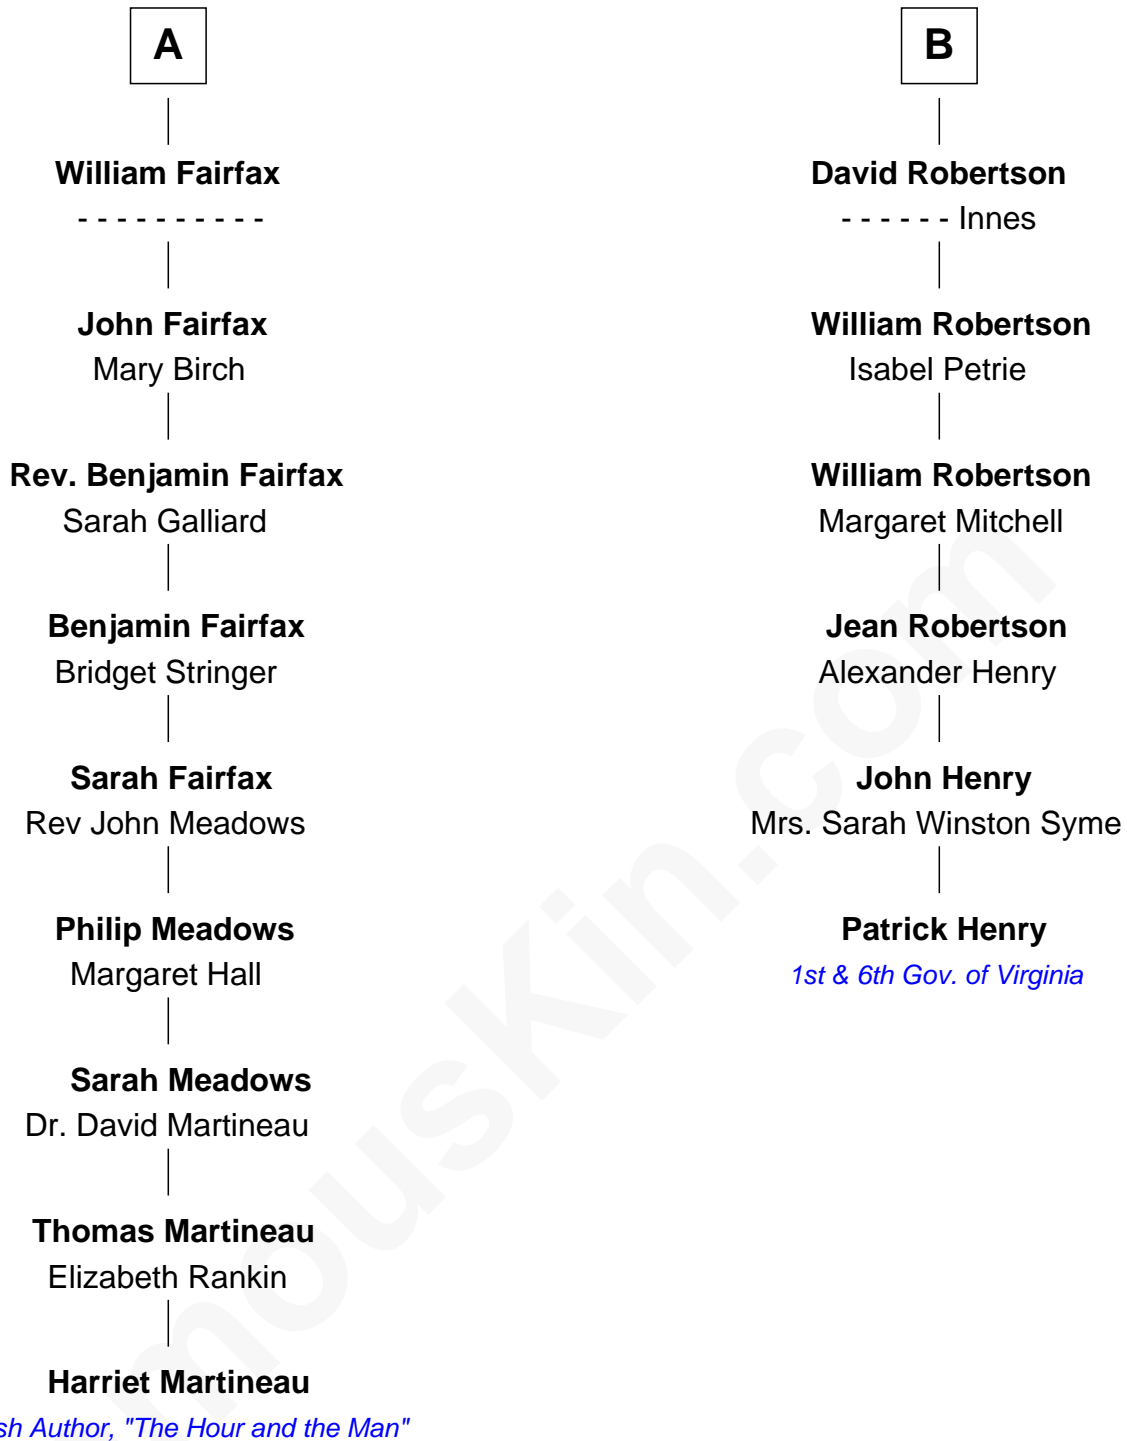 A
William Fairfax
- - - - - - - - - -
John Fairfax
Mary Birch
Rev. Benjamin Fairfax
Sarah Galliard
Benjamin Fairfax
Bridget Stringer
Sarah Fairfax
Rev John Meadows
Philip Meadows
Margaret Hall
Sarah Meadows
Dr. David Martineau
Thomas Martineau
Elizabeth Rankin
Harriet Martineau
sh Author, "The Hour and the Man"
B
David Robertson
- - - - - - Innes
William Robertson
Isabel Petrie
William Robertson
Margaret Mitchell
Jean Robertson
Alexander Henry
John Henry
Mrs. Sarah Winston Syme
Patrick Henry
1st & 6th Gov. of Virginia
mousKin.com